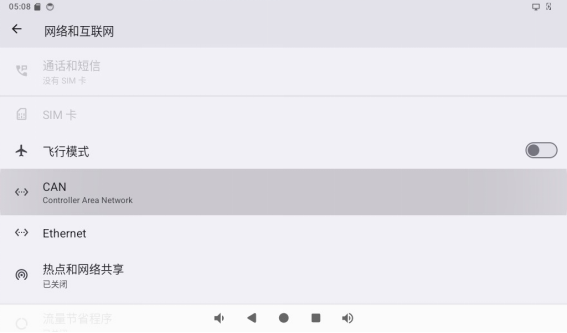 05:08
网络和互联网
通话和短信
没有 SIM 卡
SIM 卡
飞行模式
CAN
Controller Area Network
Ethernet
热点和网络共享
已关闭
流量节省程序